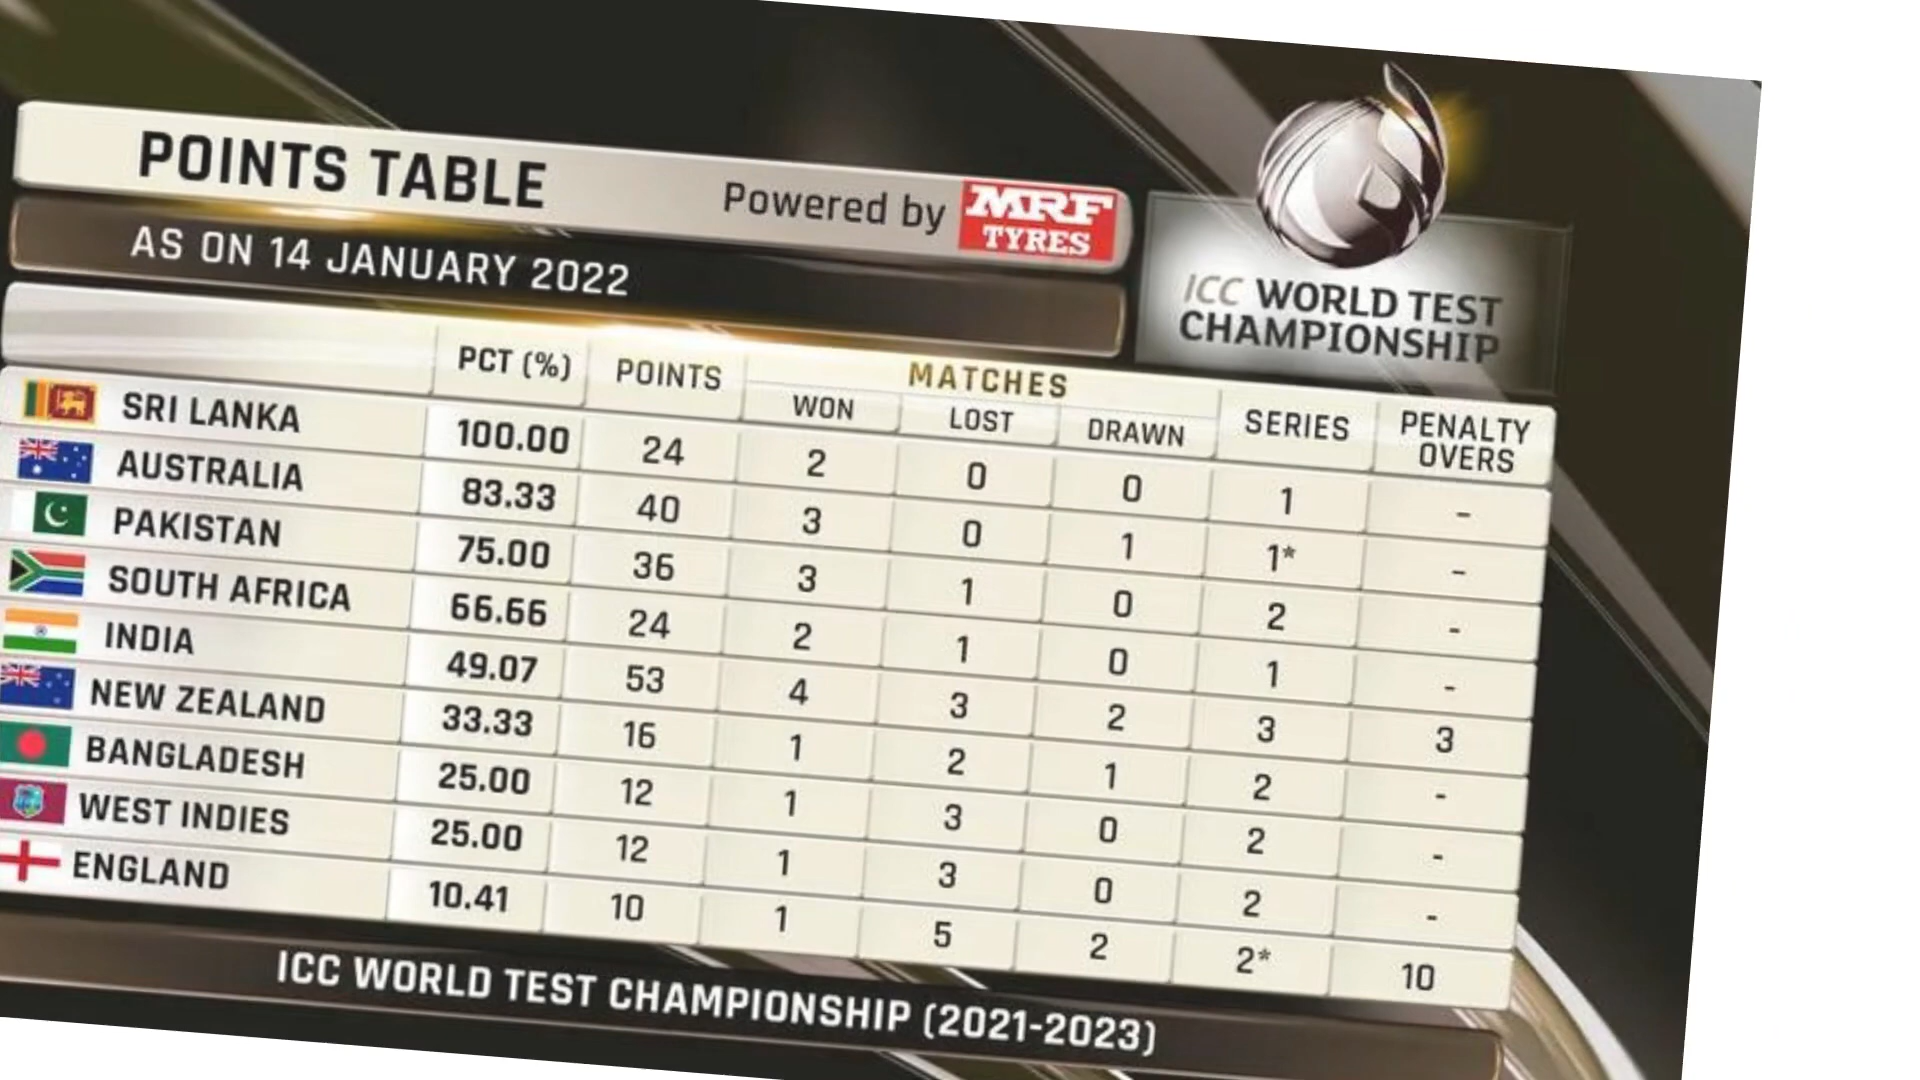 POINTS TABLE Powered by MRF TYRES
AS ON 14 JANUARY 2022
ICC WORLD TEST CHAMPIONSHIP
PCT (%) POINTS MATCHES SERIES PENALTY OVERS
WON LOST DRAWN
SRI LANKA 100.00 24 2 0 0 1 -
AUSTRALIA 83.33 40 3 0 1 1* -
PAKISTAN 75.00 36 3 1 0 2 -
SOUTH AFRICA 66.66 24 2 1 0 1 -
INDIA 49.07 53 4 3 2 3 3
NEW ZEALAND 33.33 16 1 2 1 2 -
BANGLADESH 25.00 12 1 3 0 2 -
WEST INDIES 25.00 12 1 3 0 2 -
ENGLAND 10.41 10 1 5 2 2* 10
ICC WORLD TEST CHAMPIONSHIP (2021-2023)